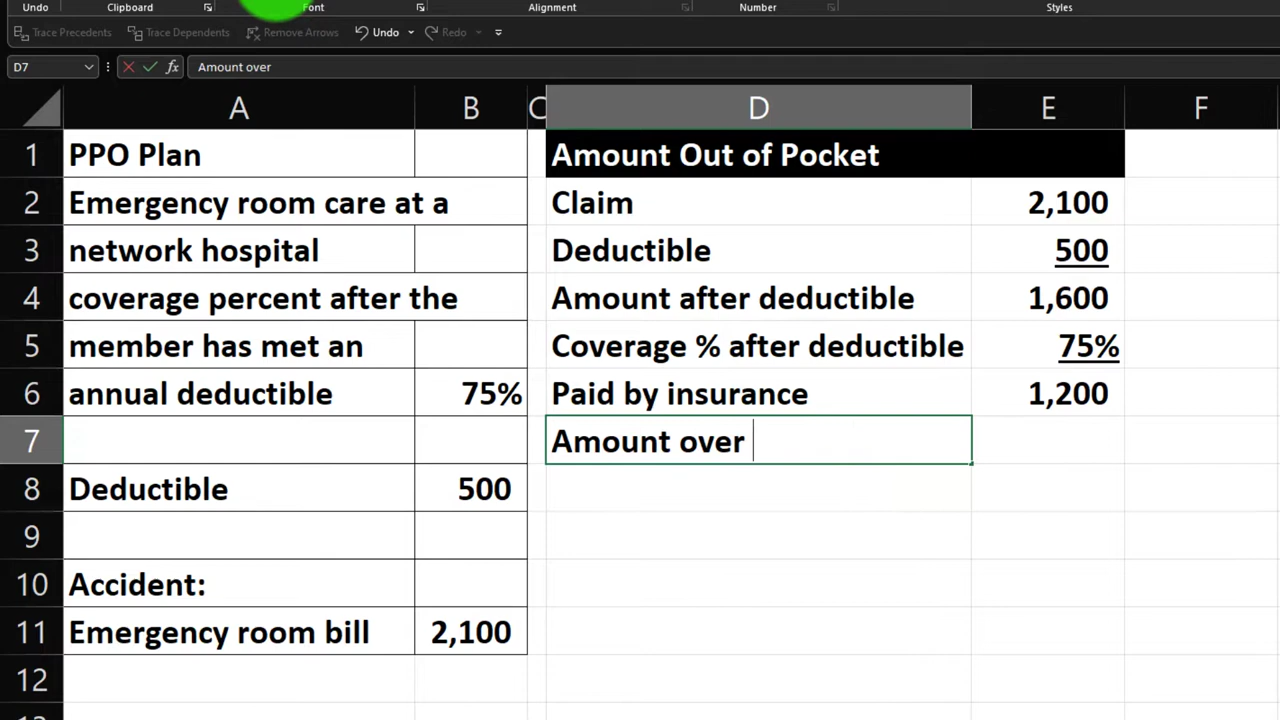 Undo Clipboard Font Alignment Number Styles
Trace Precedents Trace Dependents Remove Arrows Undo Redo
D7 fx Amount over
A B C D E F
1 PPO Plan Amount Out of Pocket
2 Emergency room care at a Claim 2,100
3 network hospital Deductible 500
4 coverage percent after the Amount after deductible 1,600
5 member has met an Coverage % after deductible 75%
6 annual deductible 75% Paid by insurance 1,200
7 Amount over
8 Deductible 500
9
10 Accident:
11 Emergency room bill 2,100
12